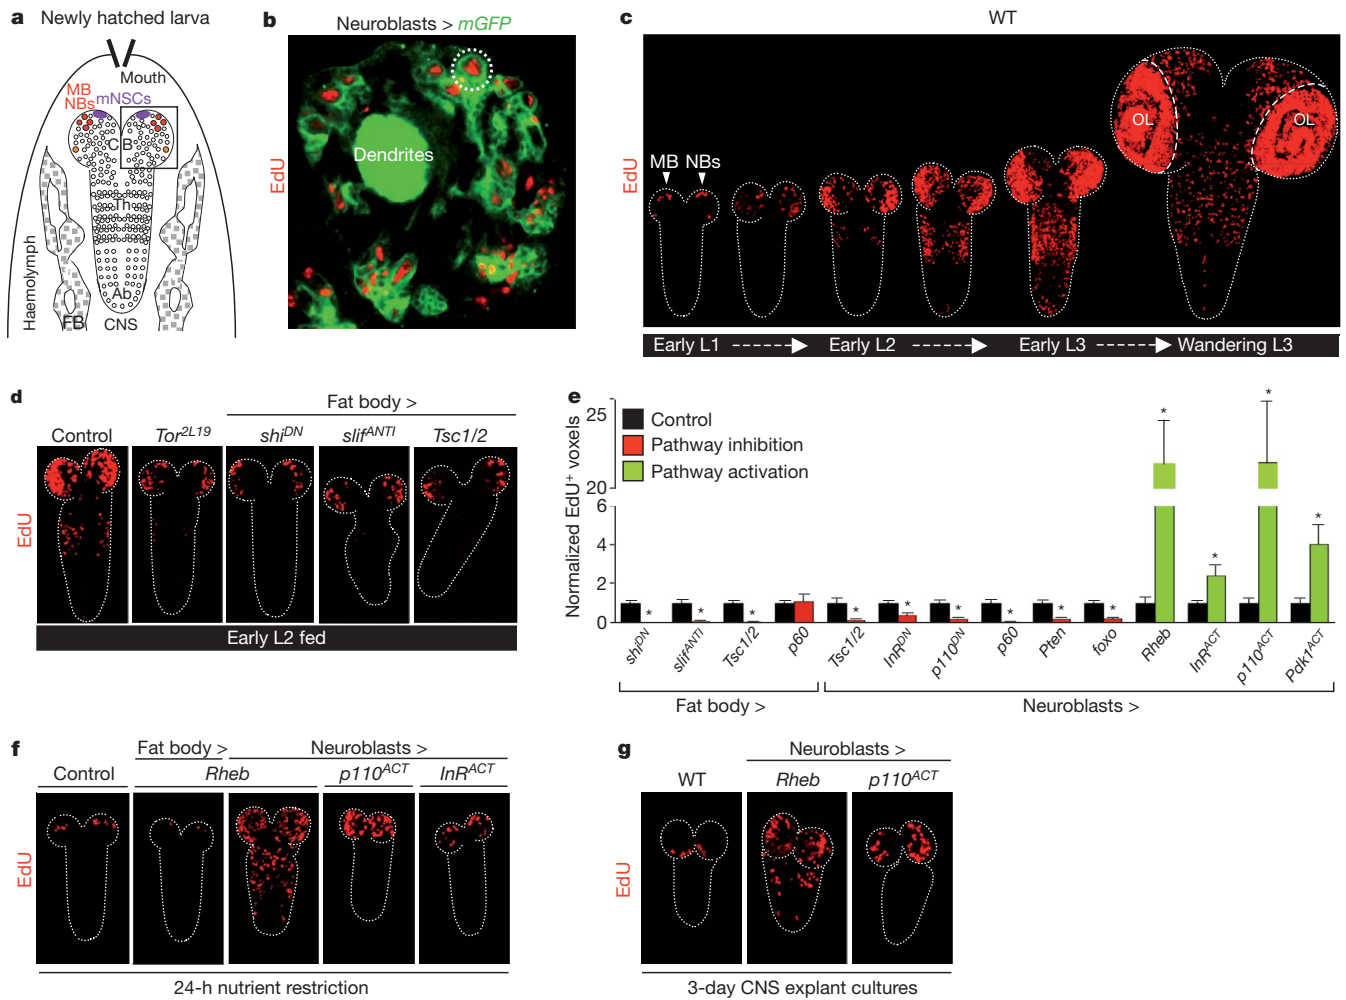 a Newly hatched larva
Mouth
MB
NBs
mNSCs
CB
Th
Ab
Haemolymph
FB
CNS
b Neuroblasts > mGFP
EdU
Dendrites
c WT
EdU
MB NBs
OL
OL
Early L1
Early L2
Early L3
Wandering L3
d
Fat body >
Control
Tor2L19
shiDN
slifANTI
Tsc1/2
EdU
Early L2 fed
e
Normalized EdU+ voxels
25
20
6
4
2
0
Control
Pathway inhibition
Pathway activation
* * * * * * * * * * * * *
shiDN
slifANTI
Tsc1/2
p60
Tsc1/2
InRDN
p110DN
p60
Pten
foxo
Rheb
InRACT
p110ACT
Pdk1ACT
Fat body >
Neuroblasts >
f
Fat body >
Neuroblasts >
Control
Rheb
p110ACT
InRACT
EdU
24-h nutrient restriction
g
Neuroblasts >
WT
Rheb
p110ACT
EdU
3-day CNS explant cultures